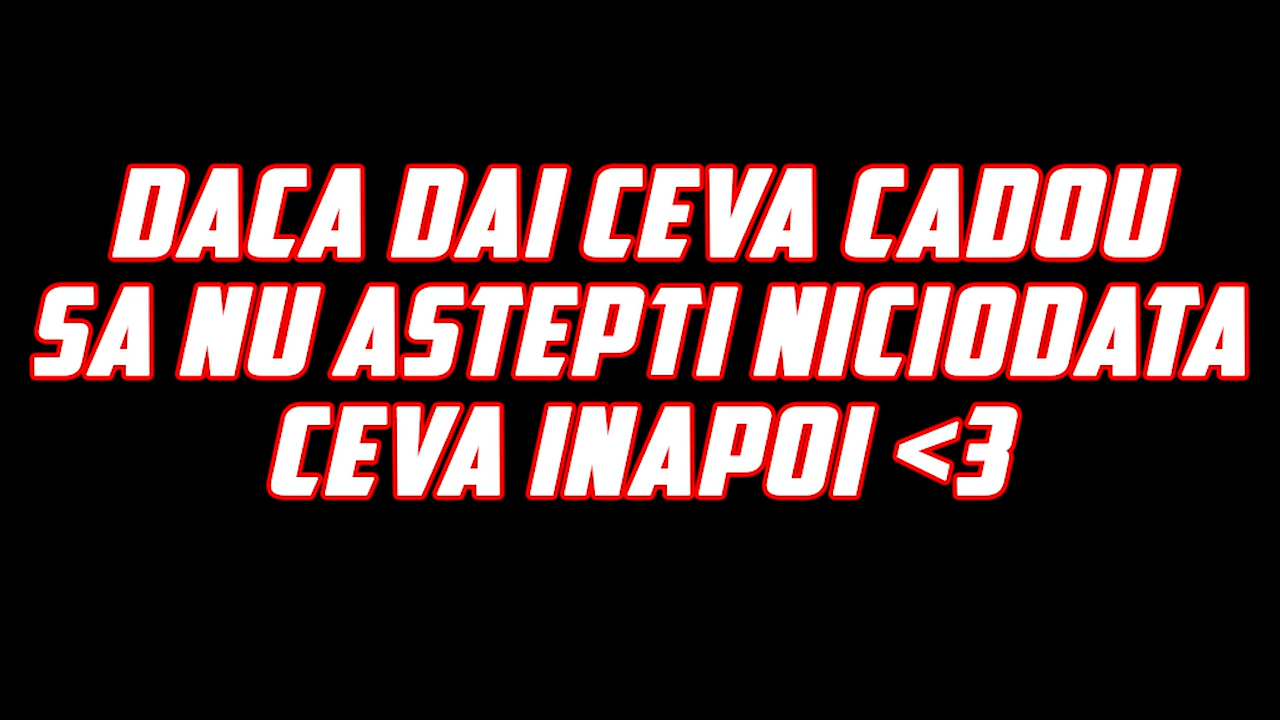 DACA DAI CEVA CADOU
SA NU ASTEPTI NICIODATA
CEVA INAPOI <3